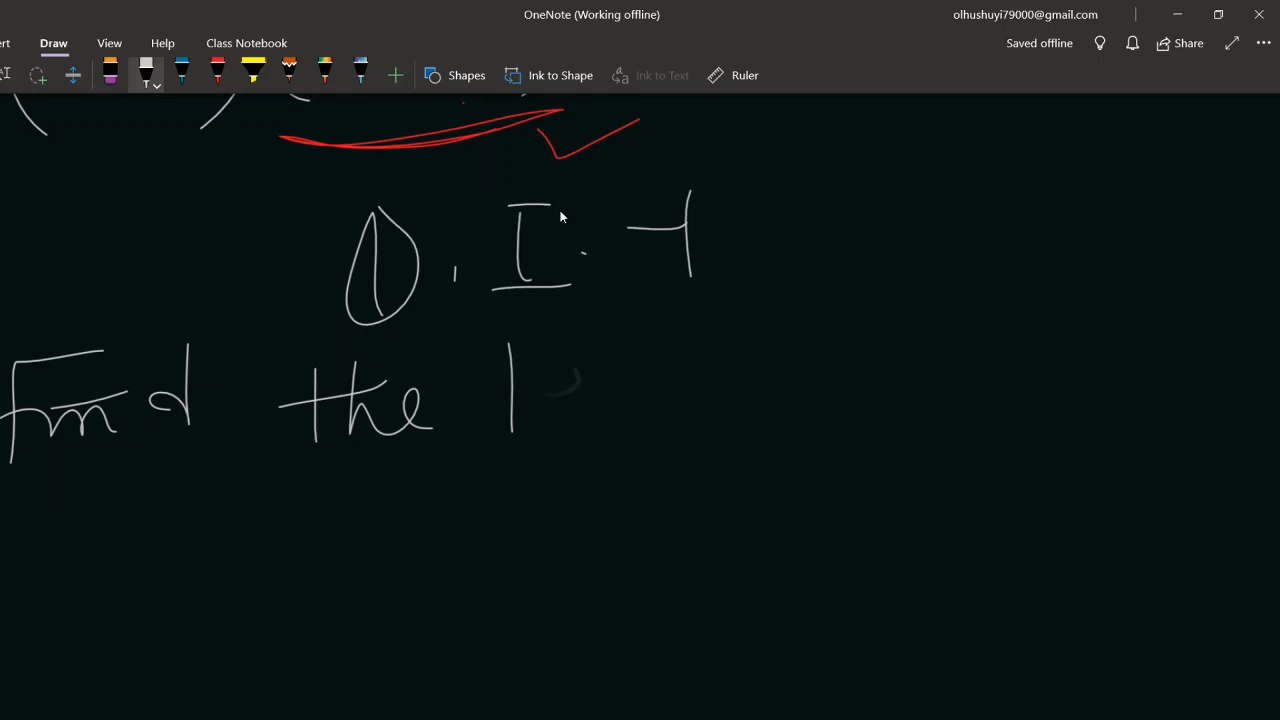 OneNote (Working offline) olhushuyi79000@gmail.com
Draw View Help Class Notebook Saved offline Share
Shapes Ink to Shape Ink to Text Ruler
D. I. Y
Find the